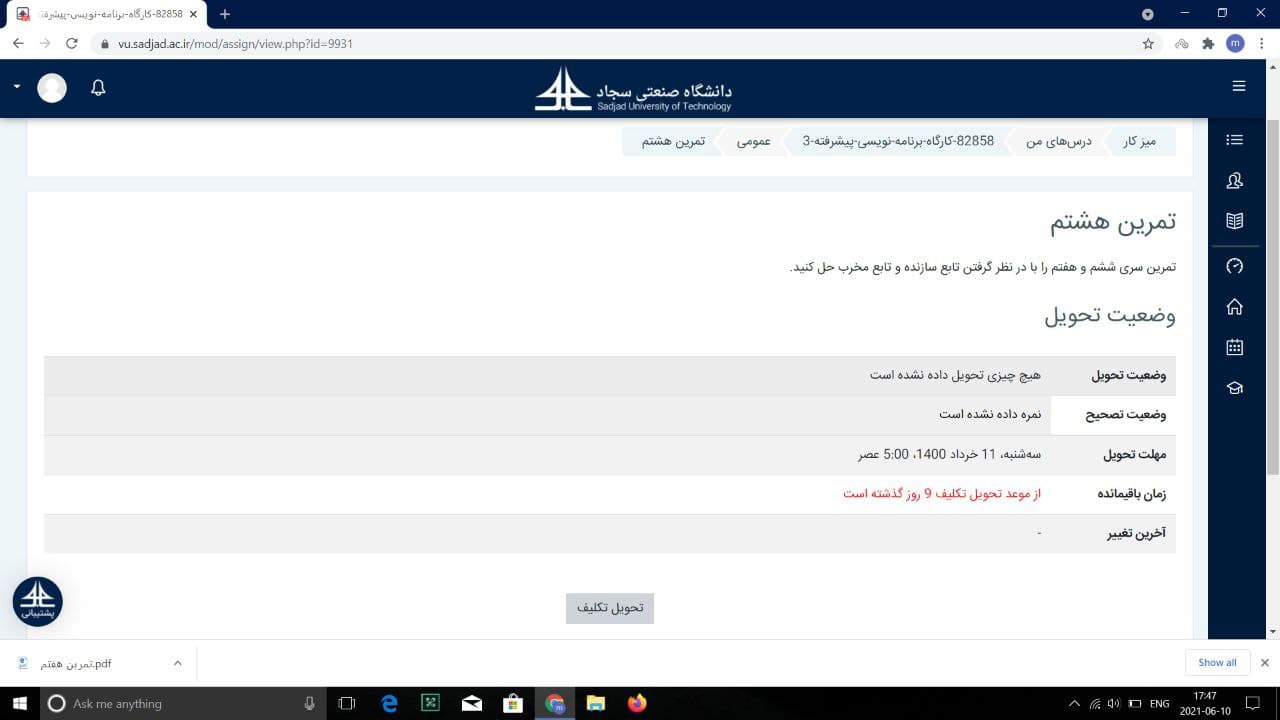 82858-کارگاه-برنامه-نویسی-پیشرفته
vu.sadjad.ac.ir/mod/assign/view.php?id=9931
m
دانشگاه صنعتی سجاد
Sadjad University of Technology
میز کار
درس‌های من
82858-کارگاه-برنامه-نویسی-پیشرفته-3
عمومی
تمرین هشتم
تمرین هشتم
تمرین سری ششم و هفتم را با در نظر گرفتن تابع سازنده و تابع مخرب حل کنید.
وضعیت تحویل
وضعیت تحویل هیچ چیزی تحویل داده نشده است
وضعیت تصحیح نمره داده نشده است
مهلت تحویل سه‌شنبه، 11 خرداد 1400، 5:00 عصر
زمان باقیمانده از موعد تحویل تکلیف 9 روز گذشته است
آخرین تغییر -
تحویل تکلیف
پشتیبانی
تمرین هفتم.pdf
Show all
Ask me anything
ENG
17:47
2021-06-10